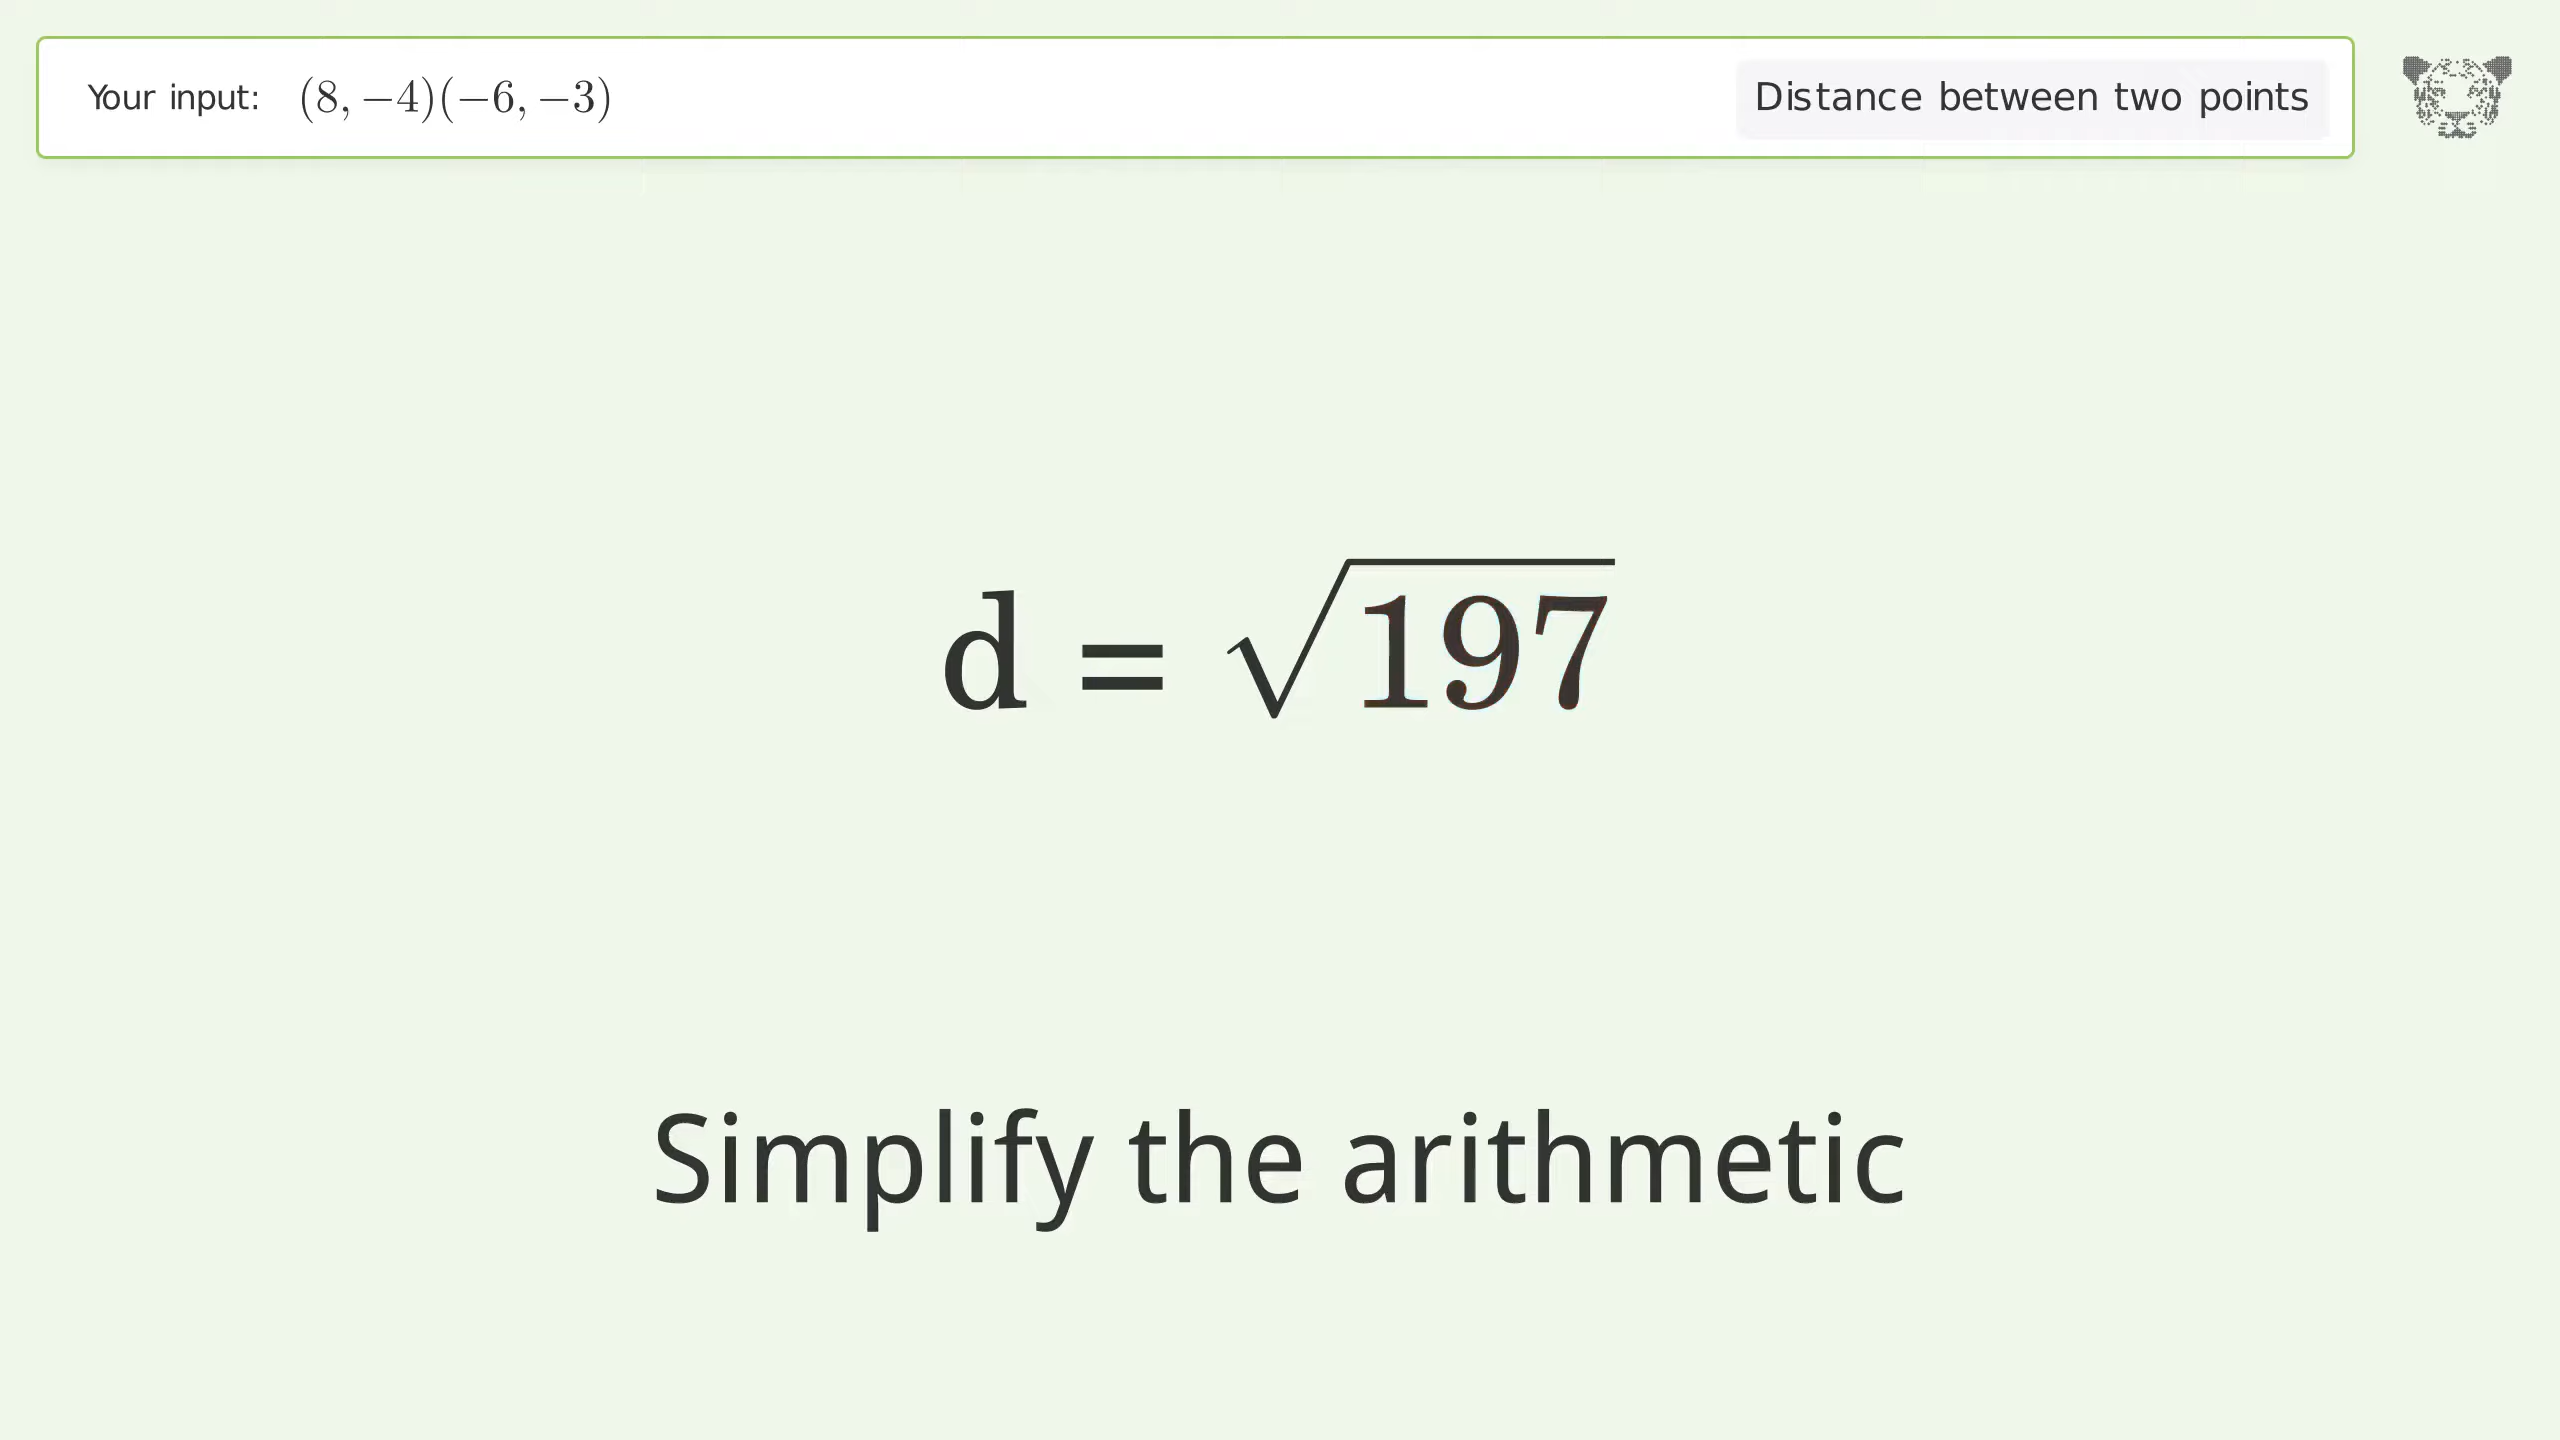 Your input: (8, −4)(−6, −3)
Distance between two points
d = √197
Simplify the arithmetic